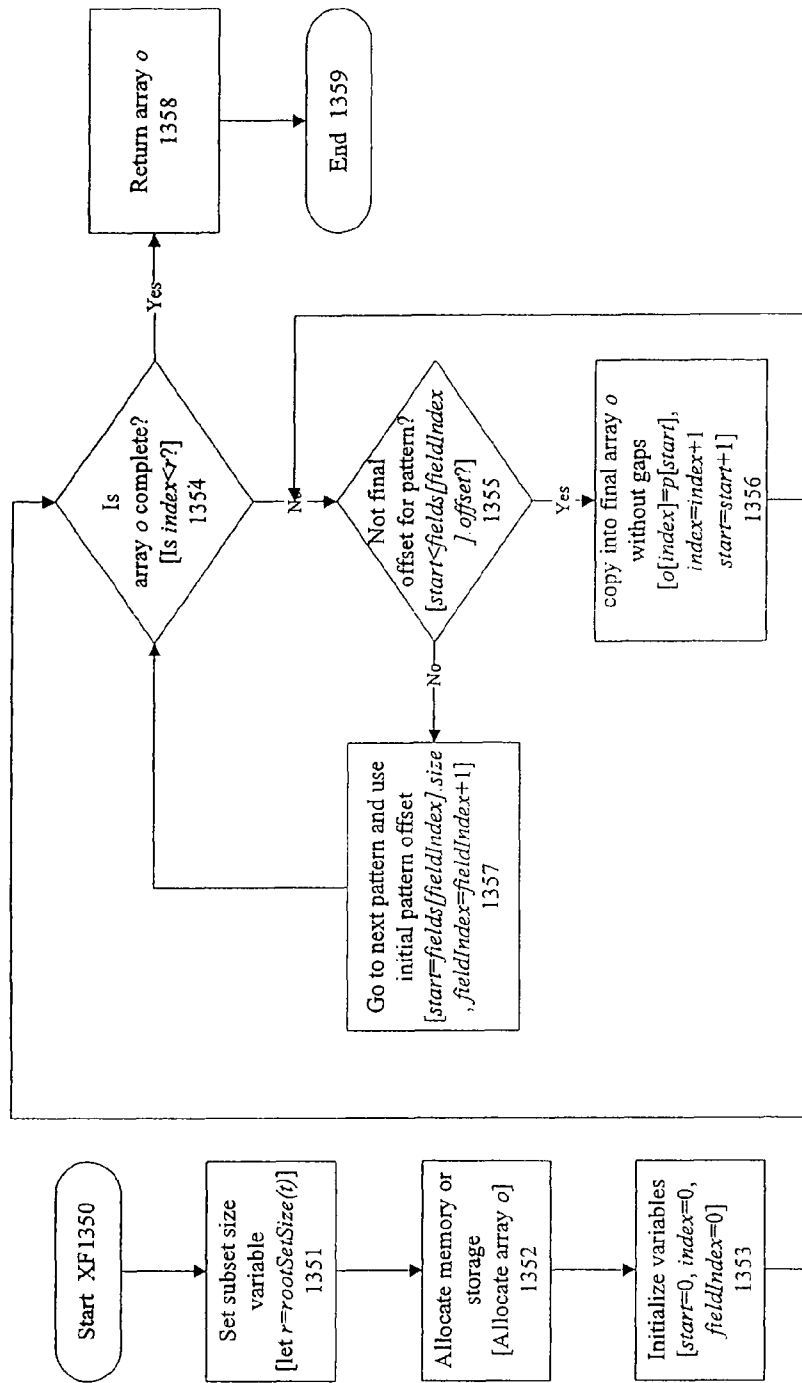 Start XF1350
Set subset size
variable
[let r=rootSetSize(t)]
1351
Allocate memory or
storage
[Allocate array o]
1352
Initialize variables
[start=0, index=0,
fieldIndex=0]
1353
Is
array o complete?
[Is index<r?]
1354
Yes
No
Return array o
1358
End 1359
Not final
offset for pattern?
[start<fields[fieldIndex
].offset?]
1355
No
Yes
Go to next pattern and use
initial pattern offset
[start=fields[fieldIndex].size
,fieldIndex=fieldIndex+1]
1357
copy into final array o
without gaps
[o[index]=p[start],
index=index+1
start=start+1]
1356